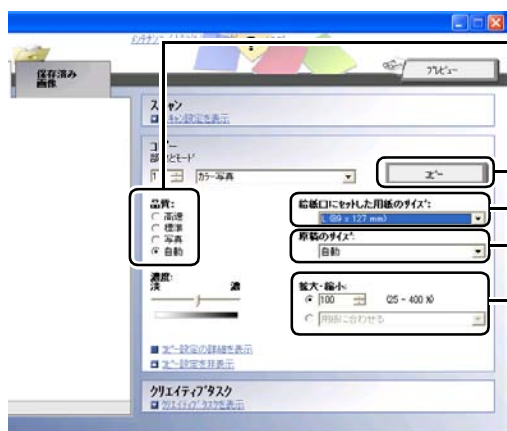 保存済み
画像
プレビュー
スキャン
スキャン設定を表示
コピー
部数とモード
1
カラー写真
コピー
品質:
高速
標準
写真
自動
給紙口にセットした用紙のサイズ:
L (89 x 127 mm)
原稿のサイズ:
自動
濃度:
淡
濃
拡大・縮小:
100
(25 - 400 %)
用紙に合わせる
コピー設定の詳細を表示
コピー設定を非表示
クリエイティブタスク
クリエイティブタスクを表示